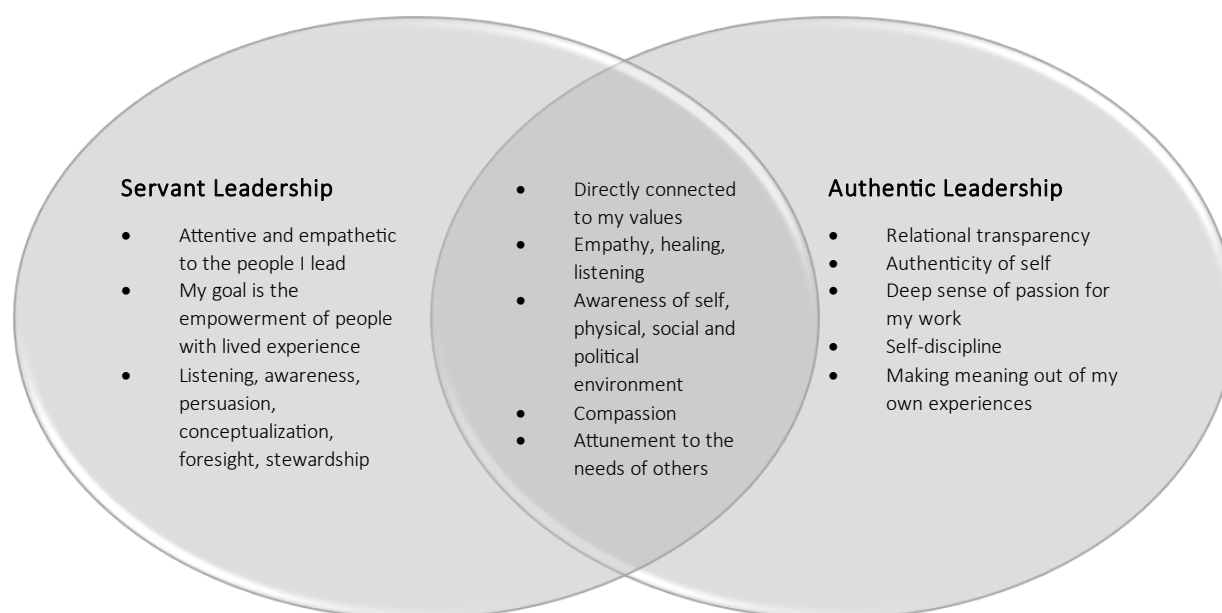 Servant Leadership
• Attentive and empathetic
to the people I lead
• My goal is the
empowerment of people
with lived experience
• Listening, awareness,
persuasion,
conceptualization,
foresight, stewardship
• Directly connected
to my values
• Empathy, healing,
listening
• Awareness of self,
physical, social and
political
environment
• Compassion
• Attunement to the
needs of others
Authentic Leadership
• Relational transparency
• Authenticity of self
• Deep sense of passion for
my work
• Self-discipline
• Making meaning out of my
own experiences